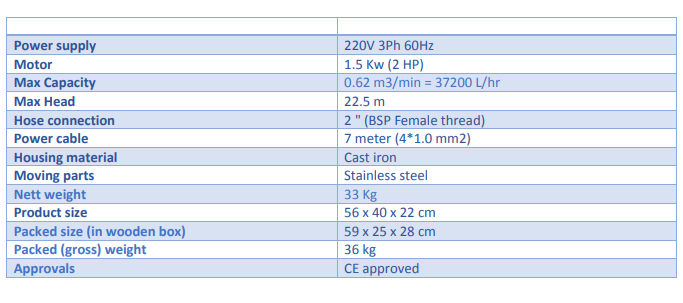 Power supply 220V 3Ph 60Hz
Motor 1.5 Kw (2 HP)
Max Capacity 0.62 m3/min = 37200 L/hr
Max Head 22.5 m
Hose connection 2 " (BSP Female thread)
Power cable 7 meter (4*1.0 mm2)
Housing material Cast iron
Moving parts Stainless steel
Nett weight 33 Kg
Product size 56 x 40 x 22 cm
Packed size (in wooden box) 59 x 25 x 28 cm
Packed (gross) weight 36 kg
Approvals CE approved